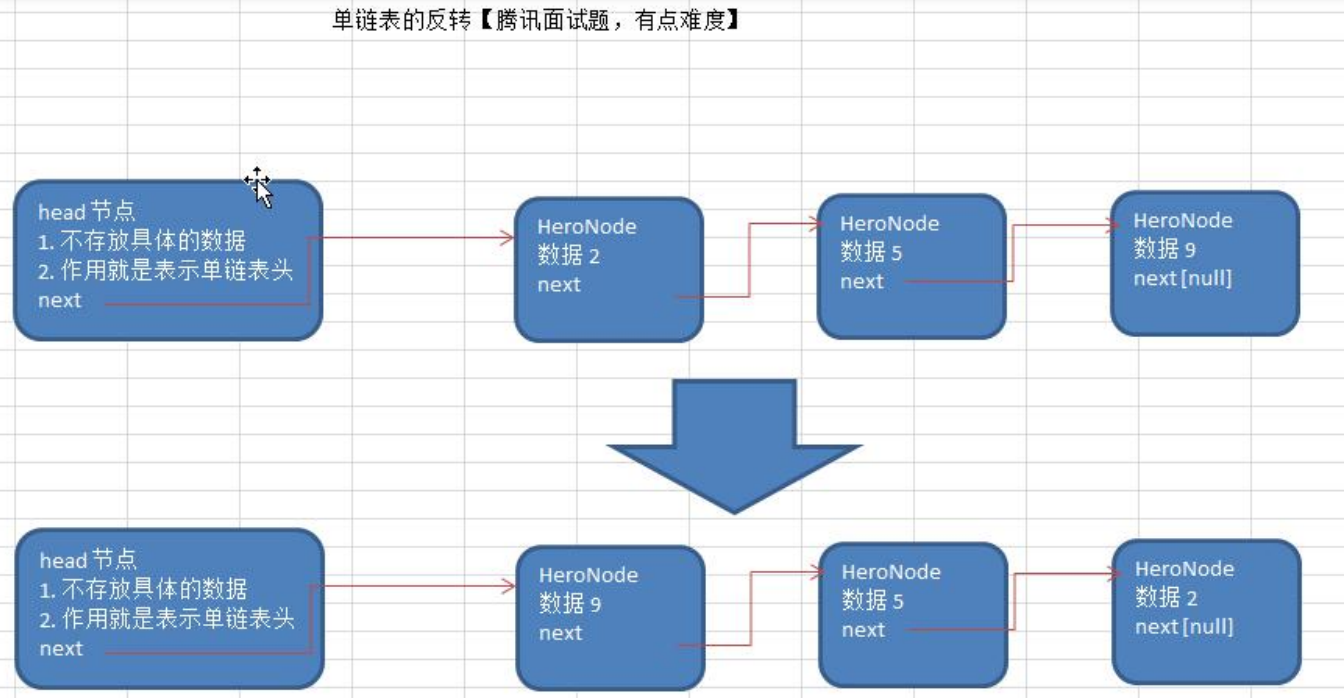 单链表的反转【腾讯面试题，有点难度】
head 节点
1. 不存放具体的数据
2. 作用就是表示单链表头
next
HeroNode
数据 2
next
HeroNode
数据 5
next
HeroNode
数据 9
next [null]
head 节点
1. 不存放具体的数据
2. 作用就是表示单链表头
next
HeroNode
数据 9
next
HeroNode
数据 5
next
HeroNode
数据 2
next [null]